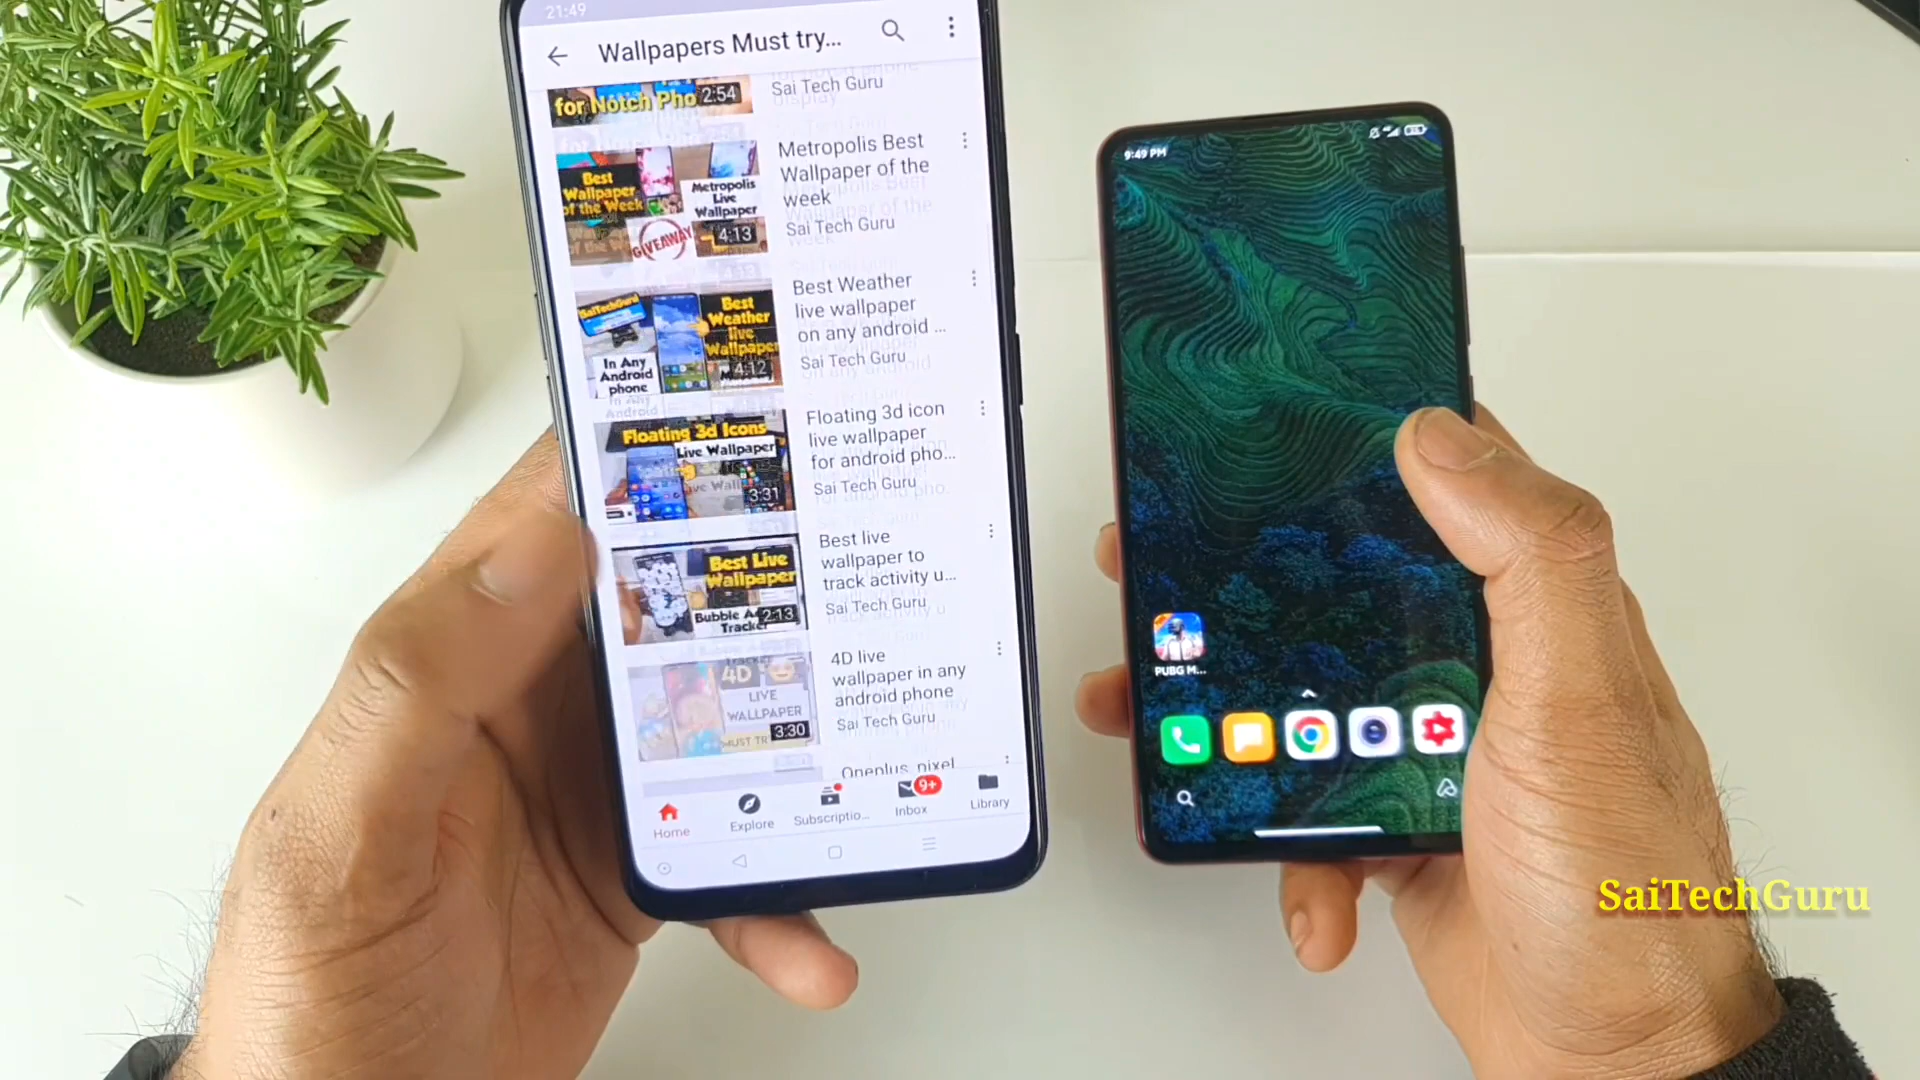 21:49
Wallpapers Must try...
for Notch Pho
2:54
Sai Tech Guru
Best
Wallpaper
of the Week
Metropolis
Live
Wallpaper
GIVEAWAY
4:13
Metropolis Best
Wallpaper of the
week
Sai Tech Guru
SaiTechGuru
In Any
Android
phone
Best
Weather
live
Wallpaper
4:12
Best Weather
live wallpaper
on any android ...
Sai Tech Guru
Floating 3d Icons
Live Wallpaper
3:31
Floating 3d icon
live wallpaper
for android pho...
Sai Tech Guru
Best Live
Wallpaper
Bubble A
Tracker
2:13
Best live
wallpaper to
track activity u...
Sai Tech Guru
4D
LIVE
WALLPAPER
MUST TR
3:30
4D live
wallpaper in any
android phone
Sai Tech Guru
Oneplus, pixel
Home
Explore
Subscriptio...
9+
Inbox
Library
9:49 PM
PUBG M...
SaiTechGuru